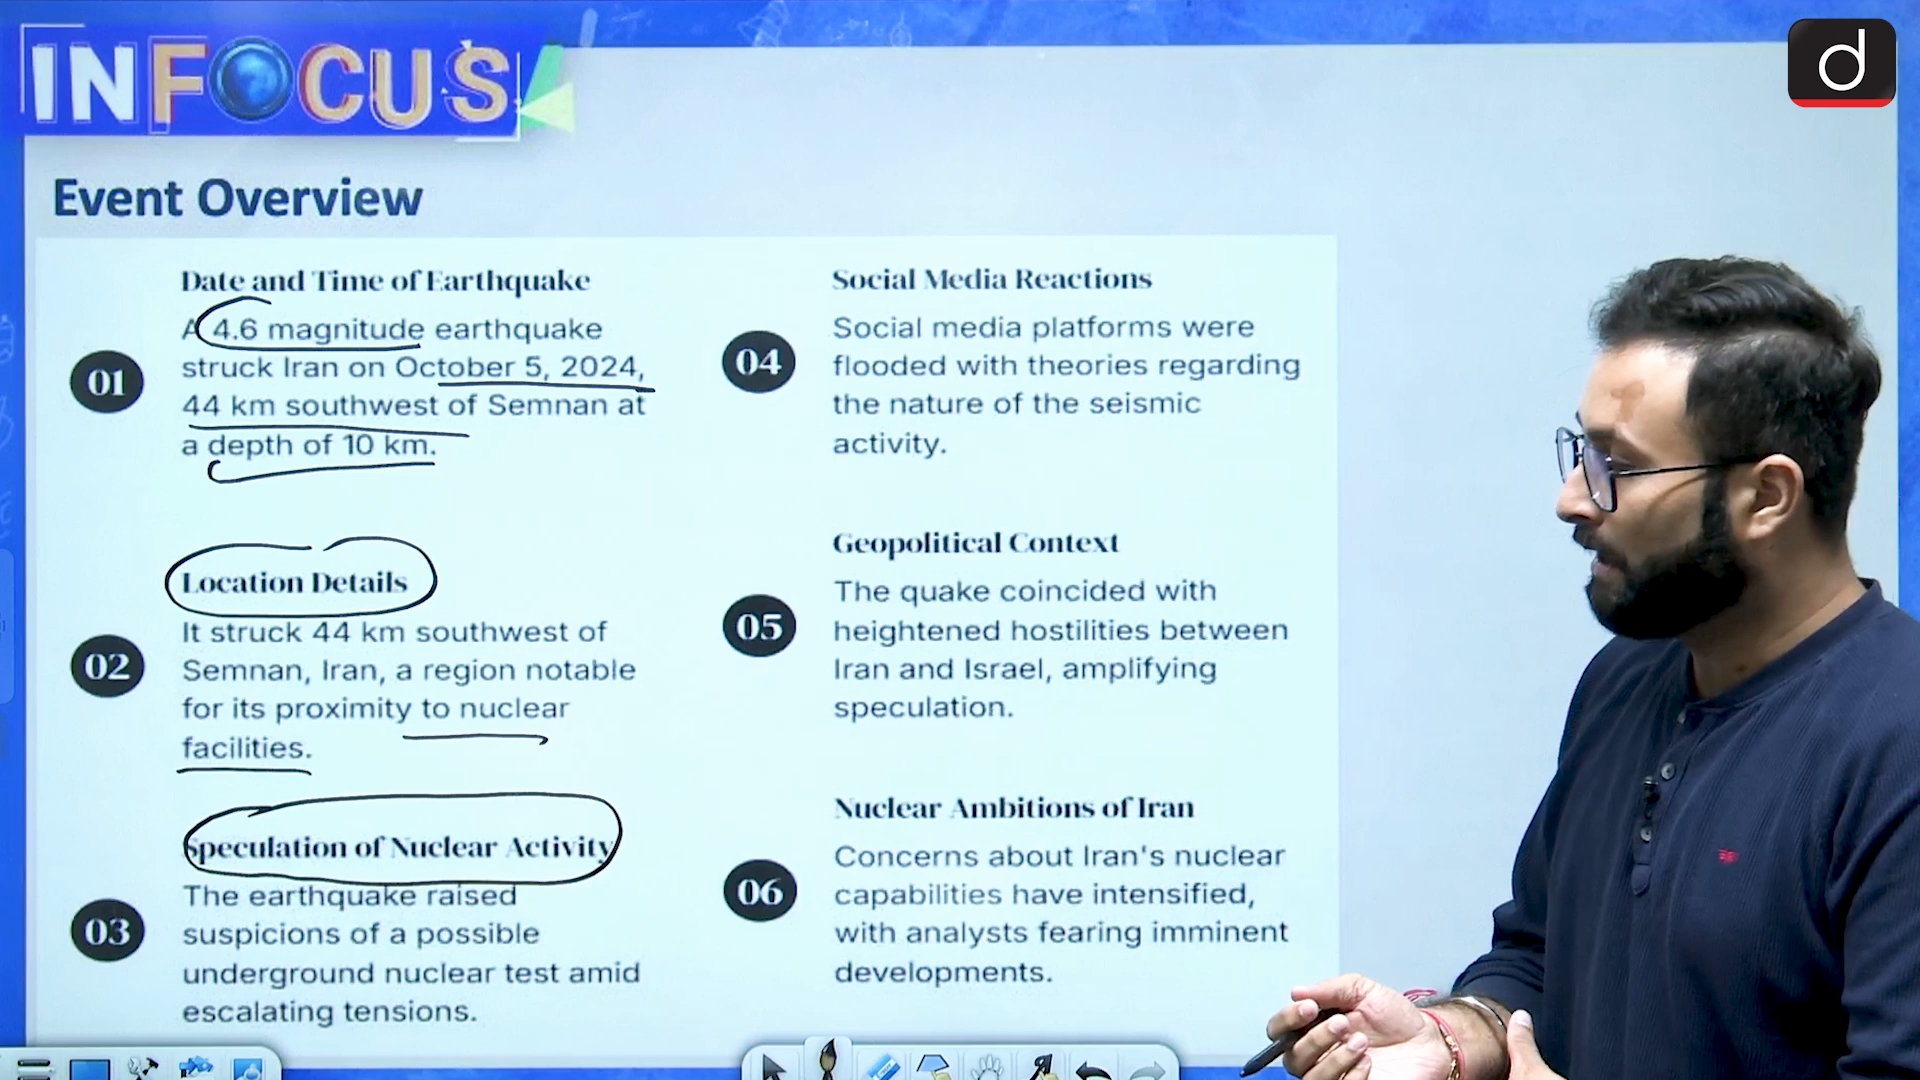 INFOCUS
d
Event Overview
01
Date and Time of Earthquake
A 4.6 magnitude earthquake
struck Iran on October 5, 2024,
44 km southwest of Semnan at
a depth of 10 km.
02
Location Details
It struck 44 km southwest of
Semnan, Iran, a region notable
for its proximity to nuclear
facilities.
03
Speculation of Nuclear Activity
The earthquake raised
suspicions of a possible
underground nuclear test amid
escalating tensions.
04
Social Media Reactions
Social media platforms were
flooded with theories regarding
the nature of the seismic
activity.
05
Geopolitical Context
The quake coincided with
heightened hostilities between
Iran and Israel, amplifying
speculation.
06
Nuclear Ambitions of Iran
Concerns about Iran's nuclear
capabilities have intensified,
with analysts fearing imminent
developments.